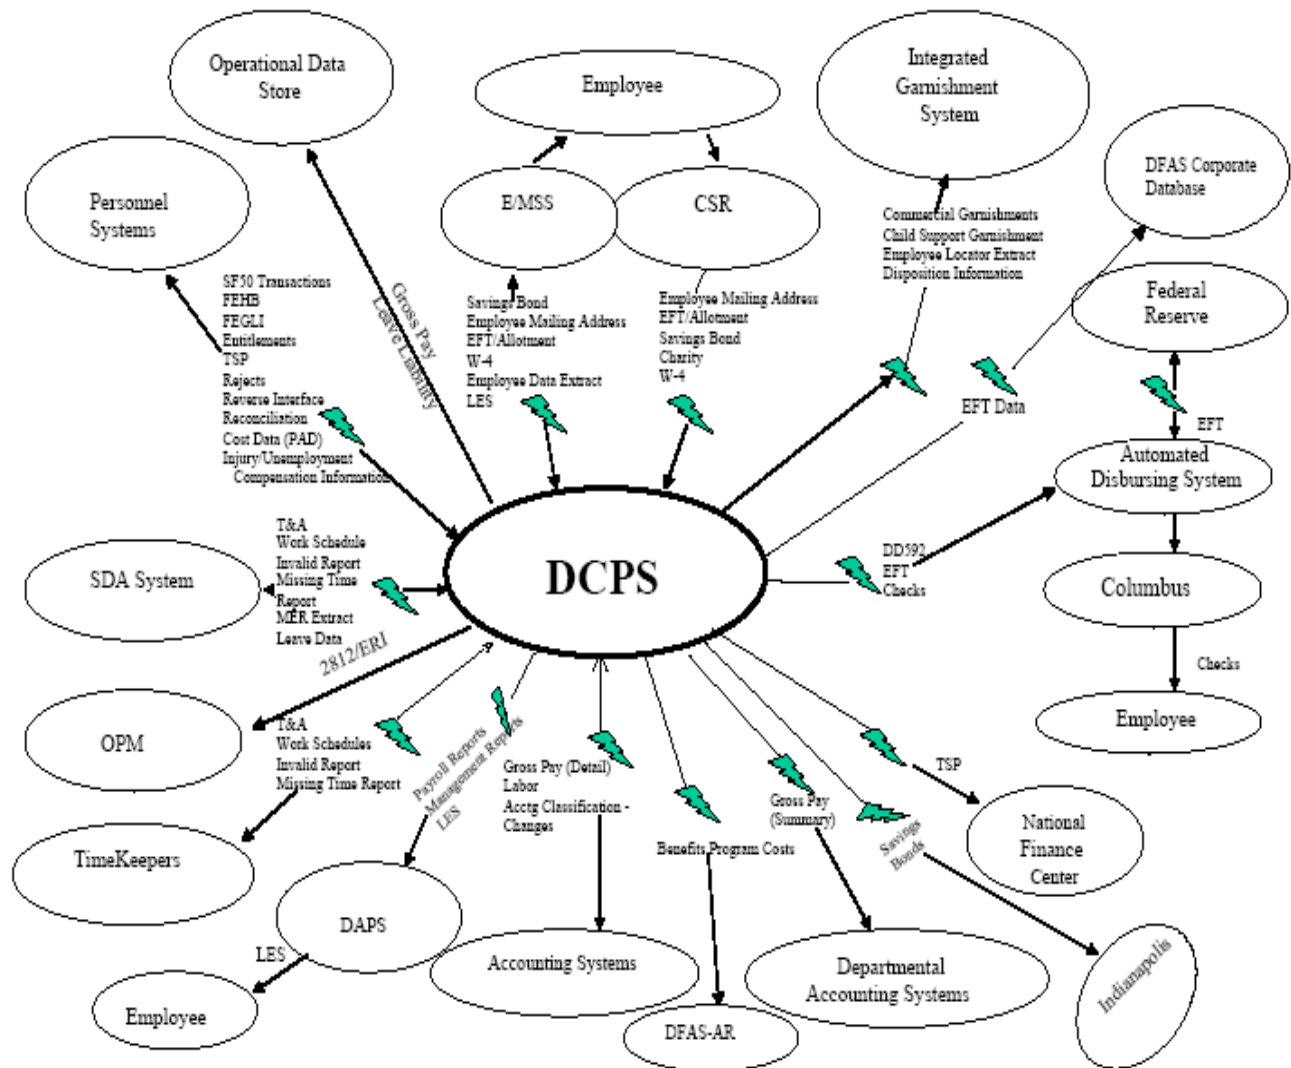 Operational Data
Store
Employee
Integrated
Garnishment
System
DFAS Corporate
Database
Personnel
Systems
E/MSS
CSR
Commercial Garnishments
Child Support Garnishment
Employee Locator Extract
Disposition Information
Federal
Reserve
SF50 Transactions
FEHB
FEGLI
Entitlements
TSP
Rejects
Reverse Interface
Reconciliation
Cost Data (PAD)
Injury/Unemployment
Compensation Information
Gross Pay
Leave Liability
Savings Bond
Employee Mailing Address
EFT/Allotment
W-4
Employee Data Extract
LES
Employee Mailing Address
EFT/Allotment
Savings Bond
Charity
W-4
EFT Data
EFT
Automated
Disbursing System
T&A
Work Schedule
Invalid Report
Missing Time
Report
MER Extract
Leave Data
SDA System
DCPS
DD592
EFT
Checks
Columbus
2812/ERI
Checks
OPM
T&A
Work Schedules
Invalid Report
Missing Time Report
Payroll Reports
Management Reports
LES
Gross Pay (Detail)
Labor
Acctg Classification -
Changes
Benefits Program Costs
Gross Pay
(Summary)
Savings
Bonds
TSP
Employee
National
Finance
Center
TimeKeepers
DAPS
LES
Employee
Accounting Systems
DFAS-AR
Departmental
Accounting Systems
Indianapolis